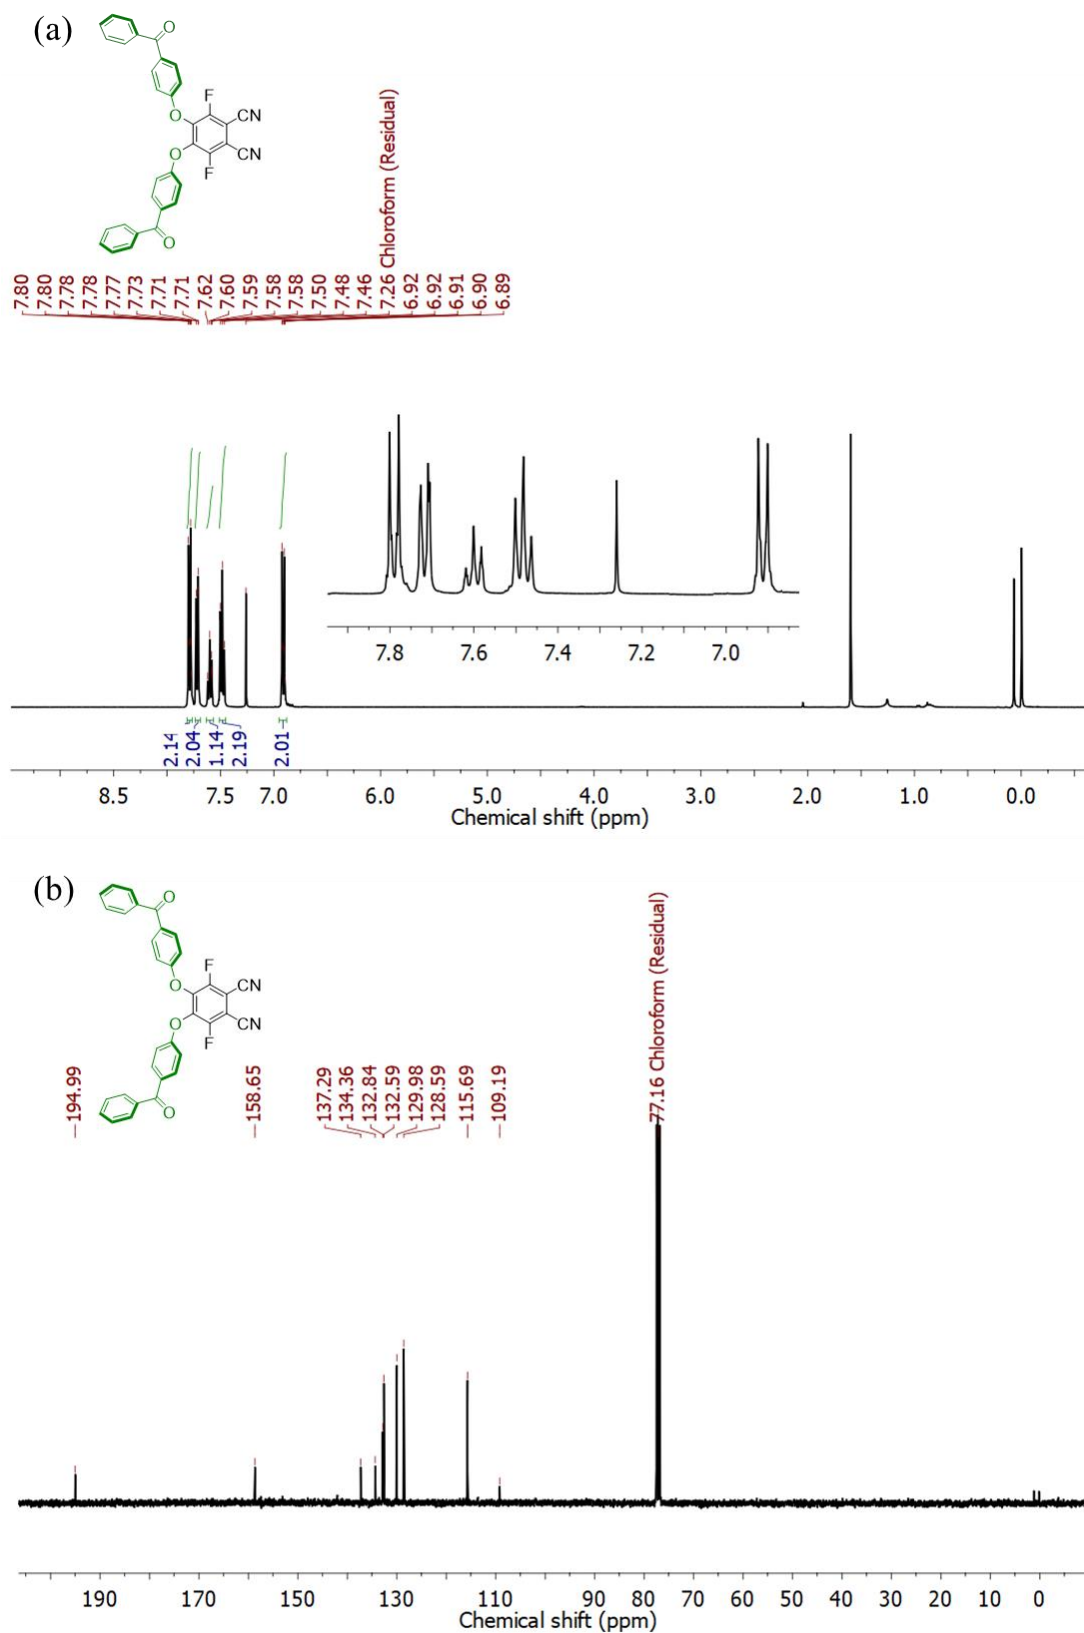 (a)
O
F
O
CN
O
CN
F
O
7.80
7.80
7.78
7.78
7.77
7.73
7.71
7.71
7.62
7.60
7.59
7.58
7.58
7.50
7.48
7.46
7.26 Chloroform (Residual)
6.92
6.92
6.91
6.90
6.89
7.8 7.6 7.4 7.2 7.0
2.14
2.04
1.14
2.19
2.01
8.5 7.5 7.0 6.0 5.0 4.0 3.0 2.0 1.0 0.0
Chemical shift (ppm)
(b)
O
F
O
CN
O
CN
F
O
194.99
158.65
137.29
134.36
132.84
132.59
129.98
128.59
115.69
109.19
77.16 Chloroform (Residual)
190 170 150 130 110 90 80 70 60 50 40 30 20 10 0
Chemical shift (ppm)